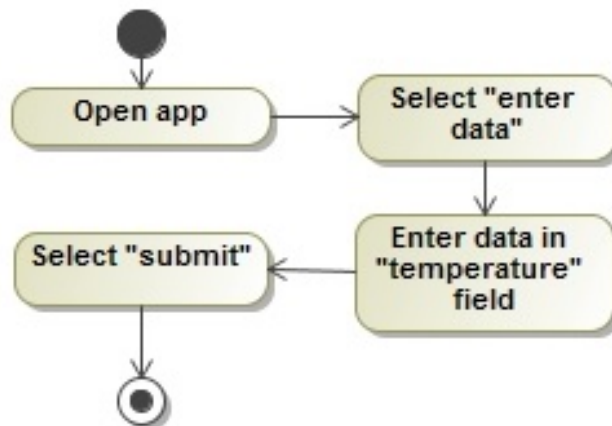 Open app
Select "enter
data"
Enter data in
"temperature"
field
Select "submit"